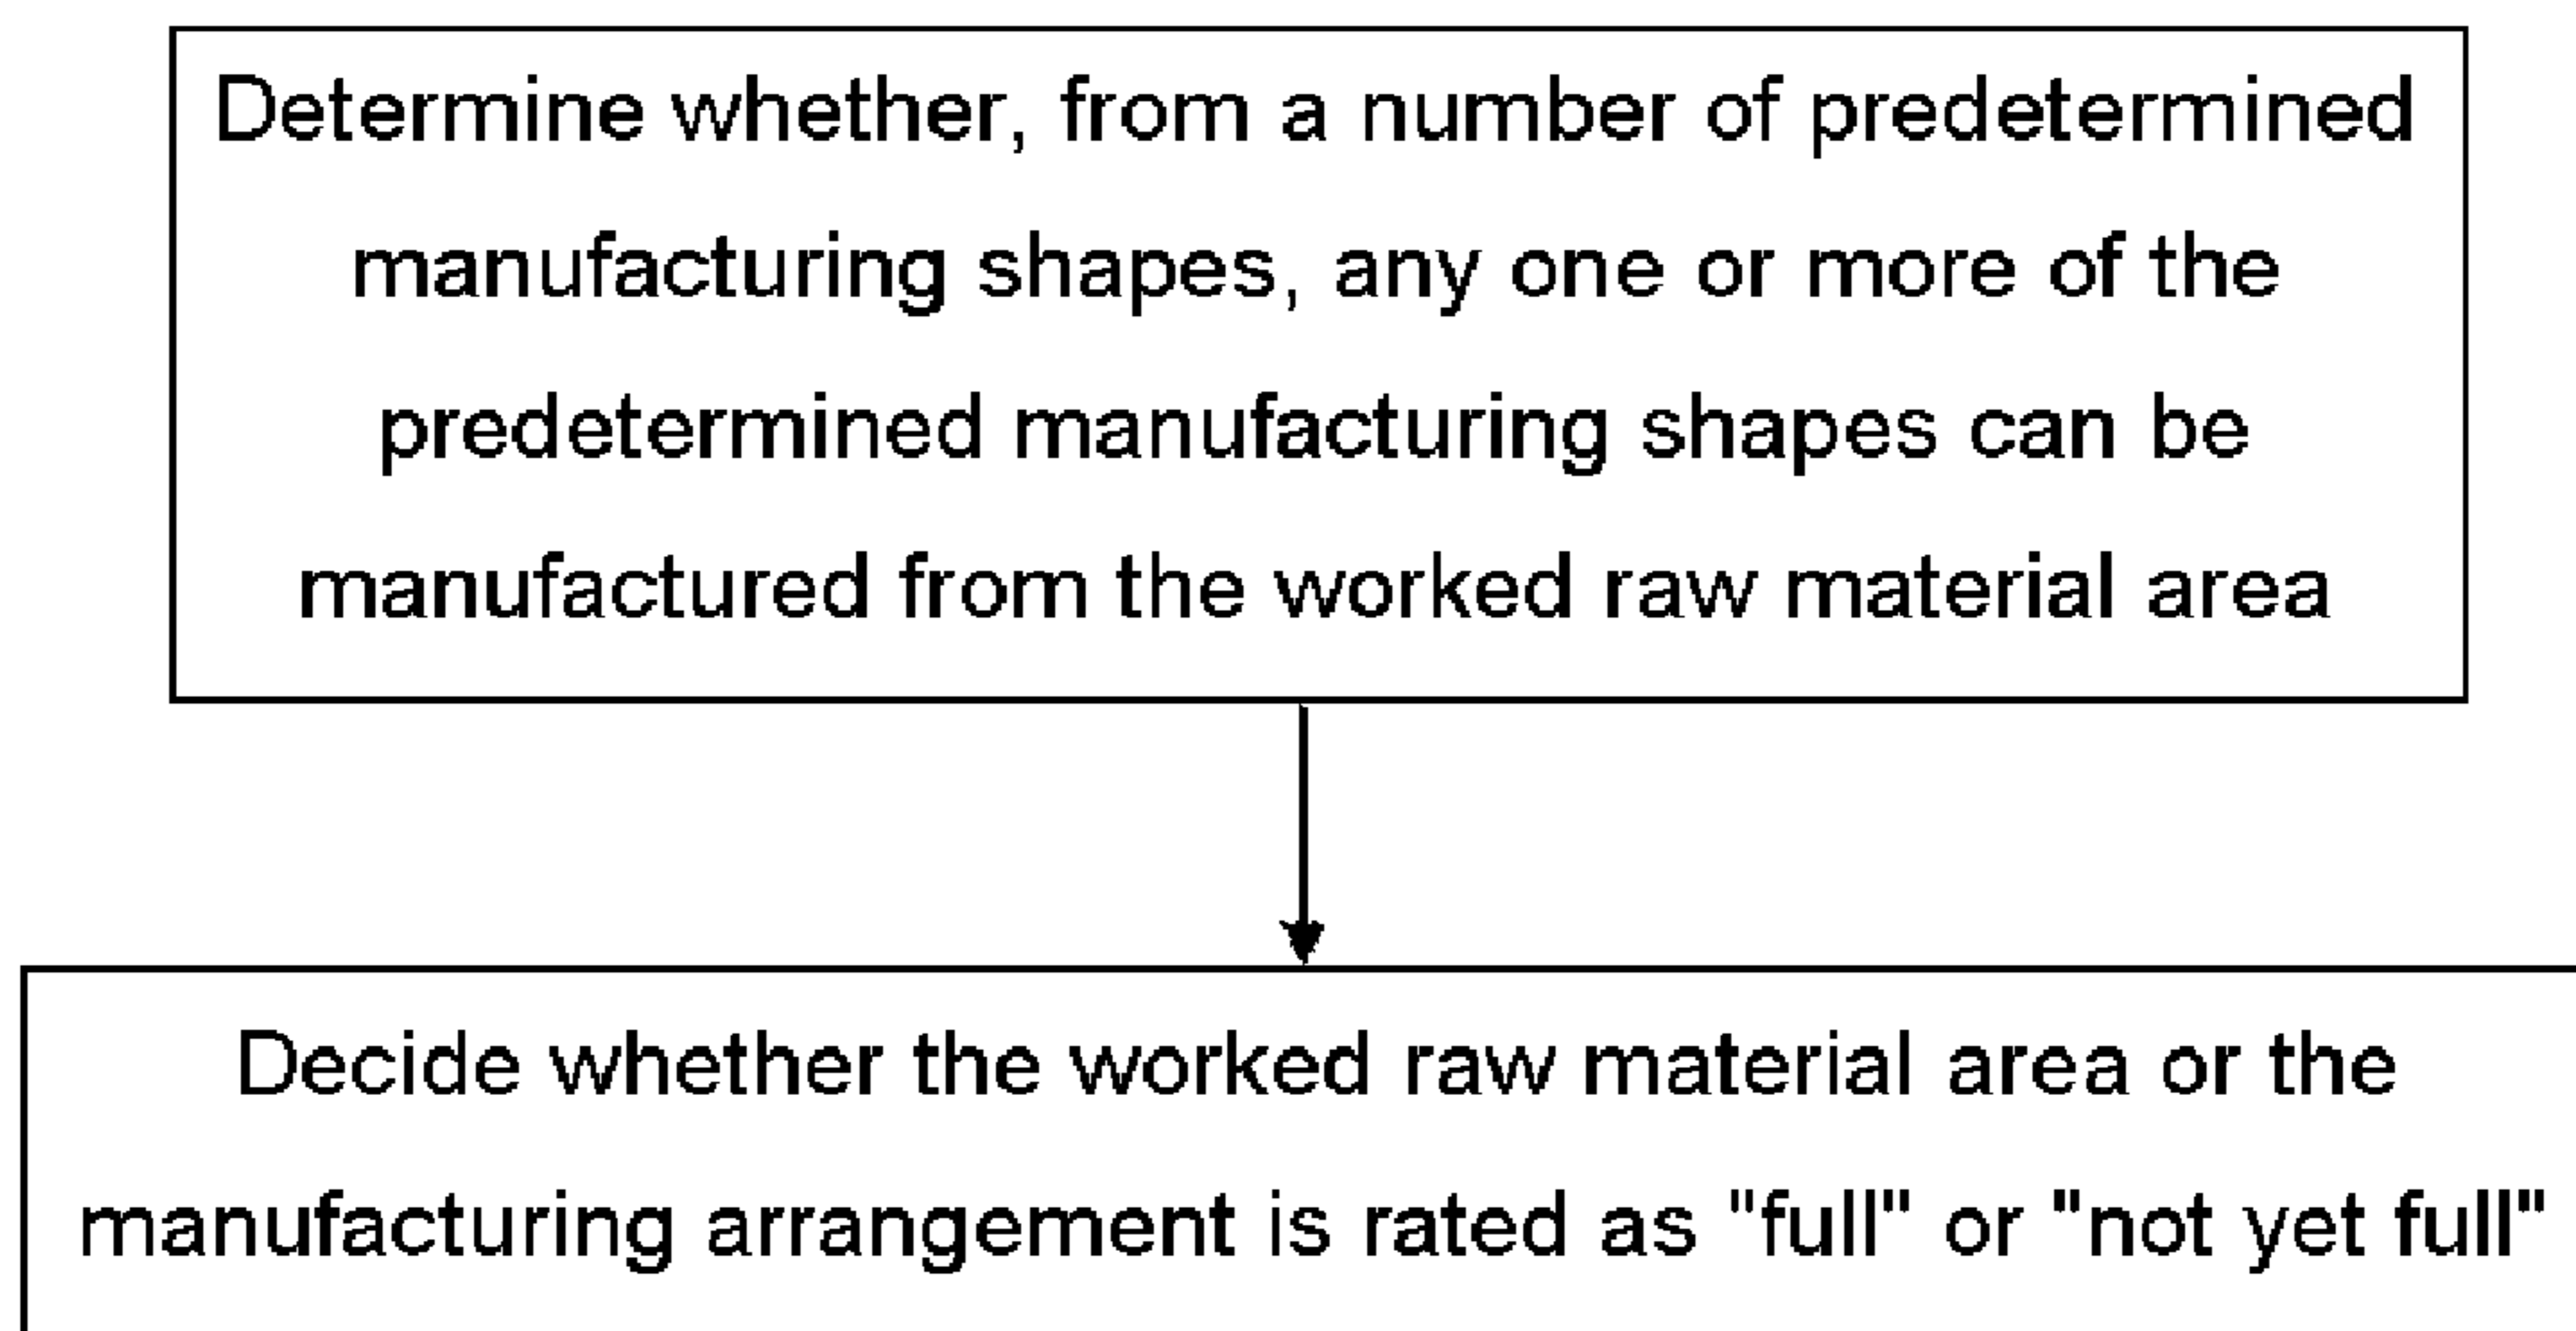 Determine whether, from a number of predetermined
manufacturing shapes, any one or more of the
predetermined manufacturing shapes can be
manufactured from the worked raw material area
Decide whether the worked raw material area or the
manufacturing arrangement is rated as "full" or "not yet full"